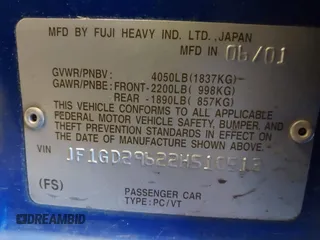 MFD BY FUJI HEAVY IND. LTD., JAPAN
MFD IN 06/01
GVWR/PNBV: 4050LB(1837KG)
GAWR/PNBE: FRONT-2200LB( 998KG)
REAR -1890LB( 857KG)
THIS VEHICLE CONFORMS TO ALL APPLICABLE
FEDERAL MOTOR VEHICLE SAFETY, BUMPER, AND
THEFT PREVENTION STANDARDS IN EFFECT ON
THE DATE OF MANUFACTURE SHOWN ABOVE.
VIN
(FS)
PASSENGER CAR
TYPE: PC/VT
DREAMBID